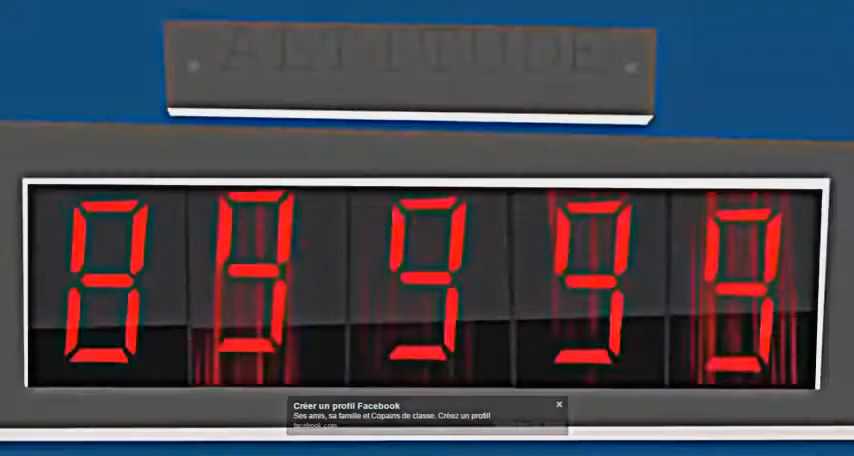 ALTITUDE
89999
Créer un profil Facebook
Ses amis, sa famille et Copains de classe. Créez un profil!
facebook.com